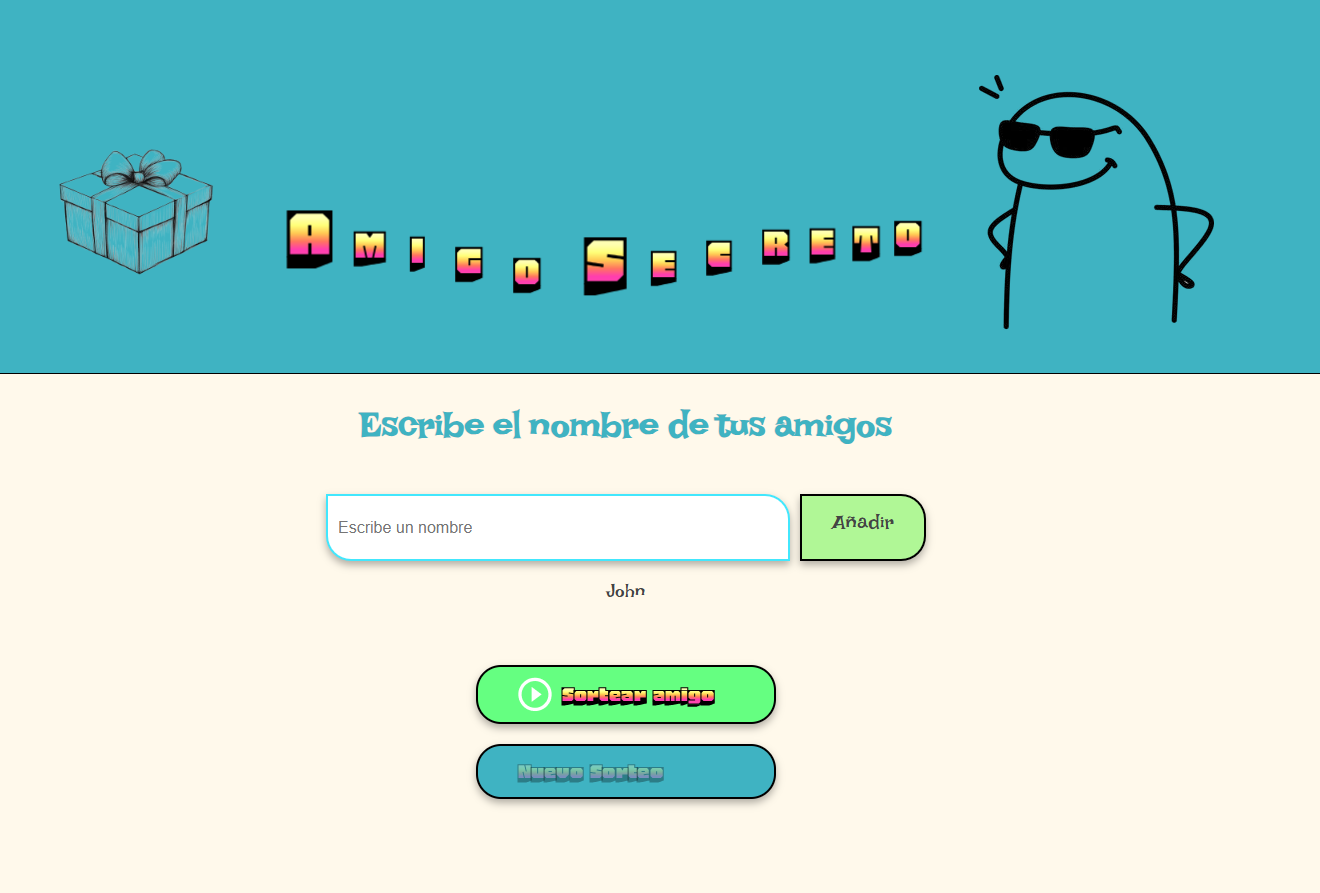 Amigo Secreto
Escribe el nombre de tus amigos
Escribe un nombre
Añadir
John
Sortear amigo
Nuevo Sorteo